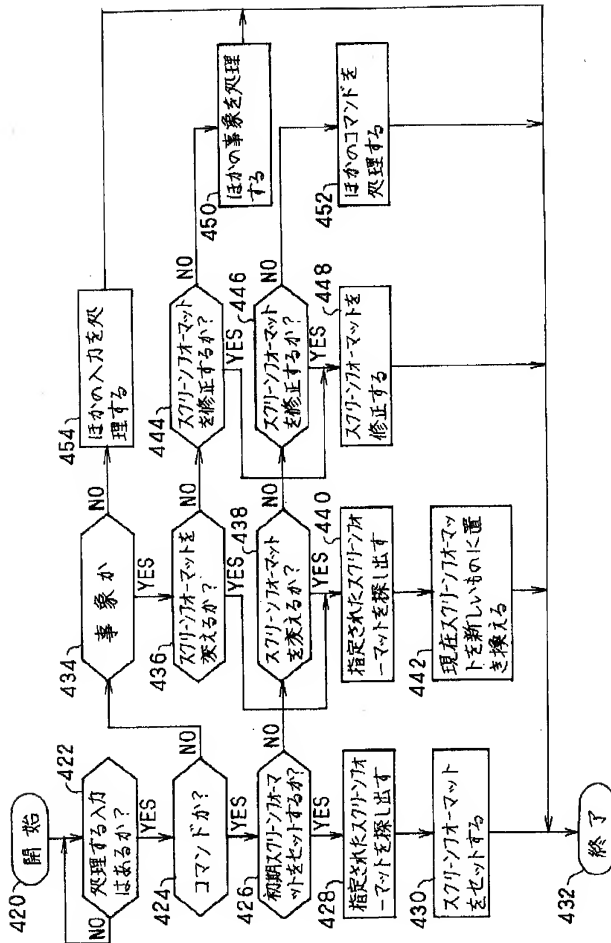 420
開始
422
処理する入力
はあるか?
NO
YES
424
コマンドか?
NO
YES
426
初期スクリーンフォーマ
ットをセットするか?
NO
YES
428
指定されたスクリーンフォ
ーマットを探し出す
430
スクリーンフォーマット
をセットする
432
終了
434
事象か
NO
YES
436
スクリーンフォーマットを
変えるか?
NO
YES
438
スクリーンフォーマット
を変えるか?
NO
YES
440
指定されたスクリーンフォ
ーマットを探し出す
442
現在スクリーンフォーマッ
トを新しいものに置
き換える
454
ほかの入力を処
理する
444
スクリーンフォーマット
を修正するか?
NO
YES
446
スクリーンフォーマット
を修正するか?
NO
YES
448
スクリーンフォーマットを
修正する
450
ほかの事象を処理
する
452
ほかのコマンドを
処理する